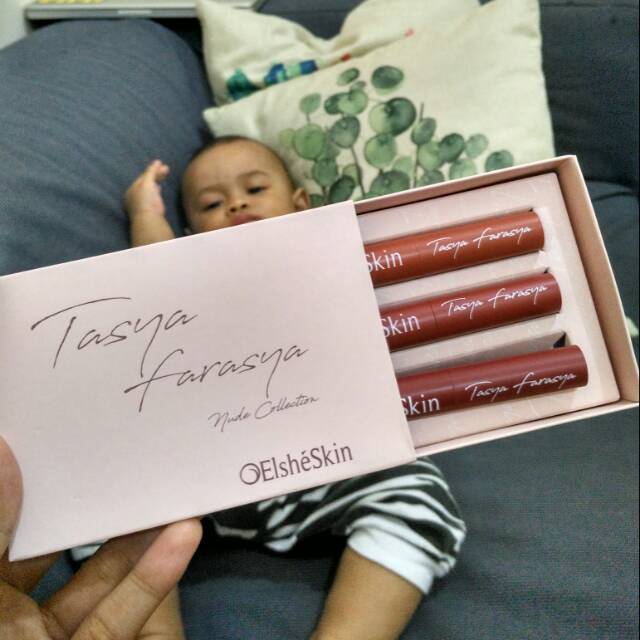 Tasya
farasya
Nude Collection
ElshéSkin
Skin Tasya farasya
Skin Tasya farasya
Skin Tasya farasya